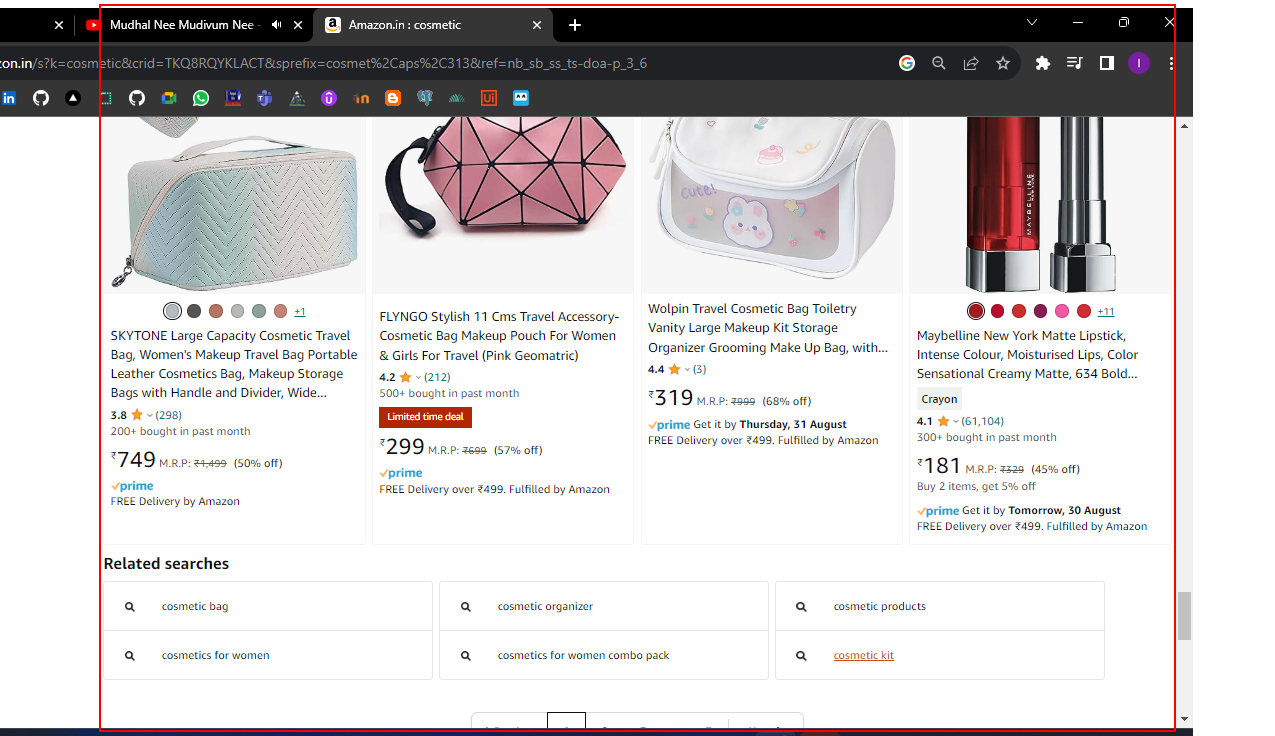 Mudhal Nee Mudivum Nee -
Amazon.in : cosmetic
zon.in/s?k=cosmetic&crid=TKQ8RQYKLACT&sprefix=cosmet%2Caps%2C313&ref=nb_sb_ss_ts-doa-p_3_6
cute!
MAYBELLINE
+1
SKYTONE Large Capacity Cosmetic Travel
Bag, Women's Makeup Travel Bag Portable
Leather Cosmetics Bag, Makeup Storage
Bags with Handle and Divider, Wide...
3.8 (298)
200+ bought in past month
₹749 M.R.P: ₹1,499 (50% off)
prime
FREE Delivery by Amazon
FLYNGO Stylish 11 Cms Travel Accessory-
Cosmetic Bag Makeup Pouch For Women
& Girls For Travel (Pink Geomatric)
4.2 (212)
500+ bought in past month
Limited time deal
₹299 M.R.P: ₹699 (57% off)
prime
FREE Delivery over ₹499. Fulfilled by Amazon
Wolpin Travel Cosmetic Bag Toiletry
Vanity Large Makeup Kit Storage
Organizer Grooming Make Up Bag, with...
4.4 (3)
₹319 M.R.P: ₹999 (68% off)
prime Get it by Thursday, 31 August
FREE Delivery over ₹499. Fulfilled by Amazon
+11
Maybelline New York Matte Lipstick,
Intense Colour, Moisturised Lips, Color
Sensational Creamy Matte, 634 Bold...
Crayon
4.1 (61,104)
300+ bought in past month
₹181 M.R.P: ₹329 (45% off)
Buy 2 items, get 5% off
prime Get it by Tomorrow, 30 August
FREE Delivery over ₹499. Fulfilled by Amazon
Related searches
cosmetic bag
cosmetic organizer
cosmetic products
cosmetics for women
cosmetics for women combo pack
cosmetic kit